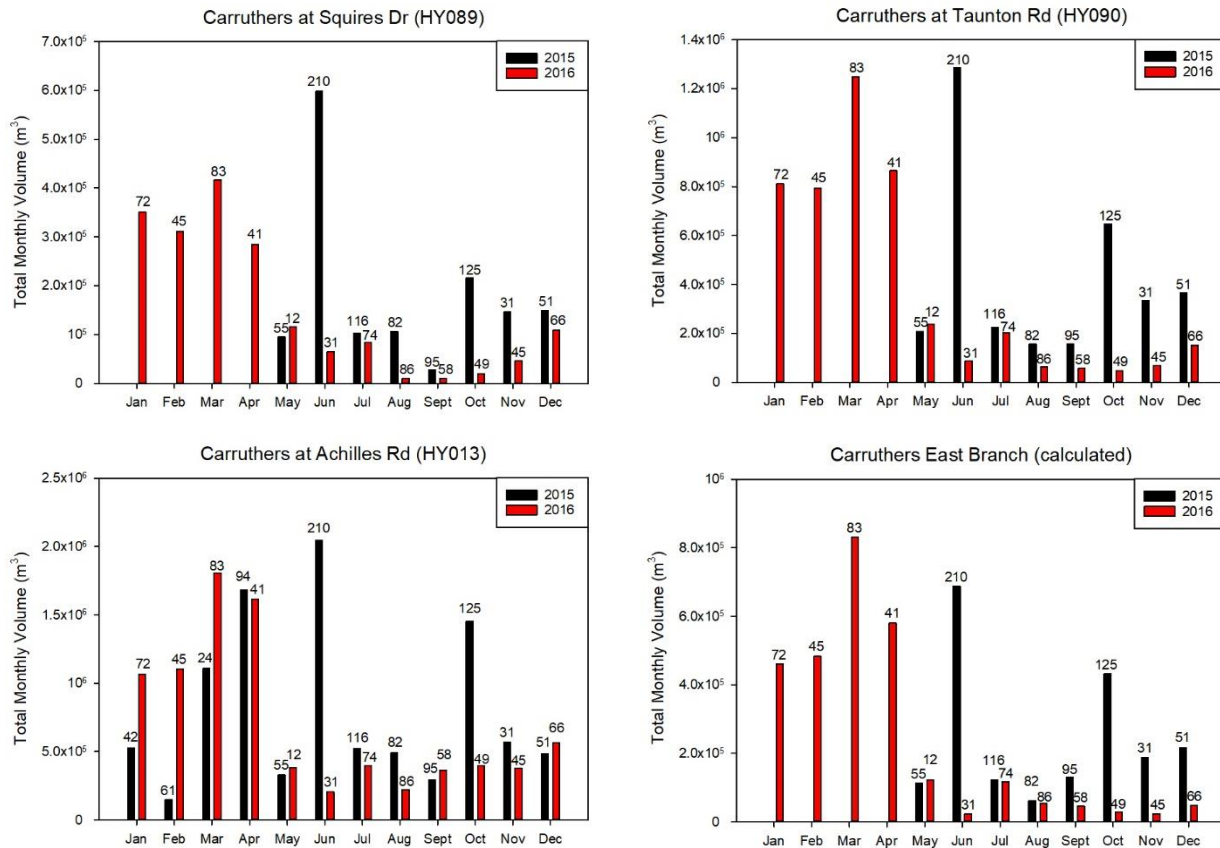 Carruthers at Squires Dr (HY089)
Total Monthly Volume (m³)
7.0x10⁵
6.0x10⁵
5.0x10⁵
4.0x10⁵
3.0x10⁵
2.0x10⁵
10⁵
0
2015
2016
72 45 83 41 55 12 210 31 116 74 82 86 95 58 125 49 31 45 51 66
Jan Feb Mar Apr May Jun Jul Aug Sept Oct Nov Dec
Carruthers at Taunton Rd (HY090)
Total Monthly Volume (m³)
1.4x10⁶
1.2x10⁶
10⁶
8.0x10⁵
6.0x10⁵
4.0x10⁵
2.0x10⁵
0
2015
2016
72 45 83 41 55 12 210 31 116 74 82 86 95 58 125 49 31 45 51 66
Jan Feb Mar Apr May Jun Jul Aug Sept Oct Nov Dec
Carruthers at Achilles Rd (HY013)
Total Monthly Volume (m³)
2.5x10⁶
2.0x10⁶
1.5x10⁶
10⁶
5.0x10⁵
0
2015
2016
42 72 61 45 24 83 94 41 55 12 210 31 116 74 82 86 95 58 125 49 31 45 51 66
Jan Feb Mar Apr May Jun Jul Aug Sept Oct Nov Dec
Carruthers East Branch (calculated)
Total Monthly Volume (m³)
10⁶
8.0x10⁵
6.0x10⁵
4.0x10⁵
2.0x10⁵
0
2015
2016
72 45 83 41 55 12 210 31 116 74 82 86 95 58 125 49 31 45 51 66
Jan Feb Mar Apr May Jun Jul Aug Sept Oct Nov Dec